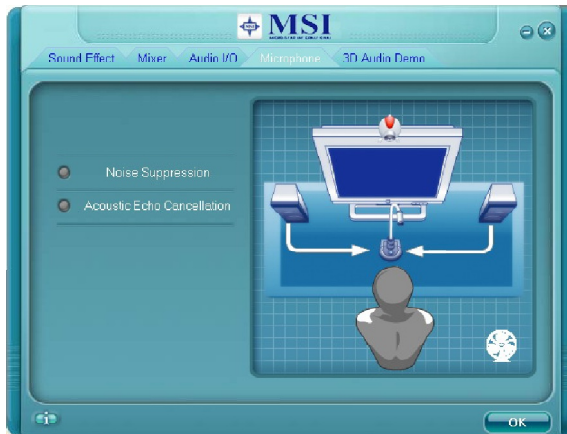 MSI
Sound Effect
Mixer
Audio I/O
Microphone
3D Audio Demo
Noise Suppression
Acoustic Echo Cancellation
i
OK